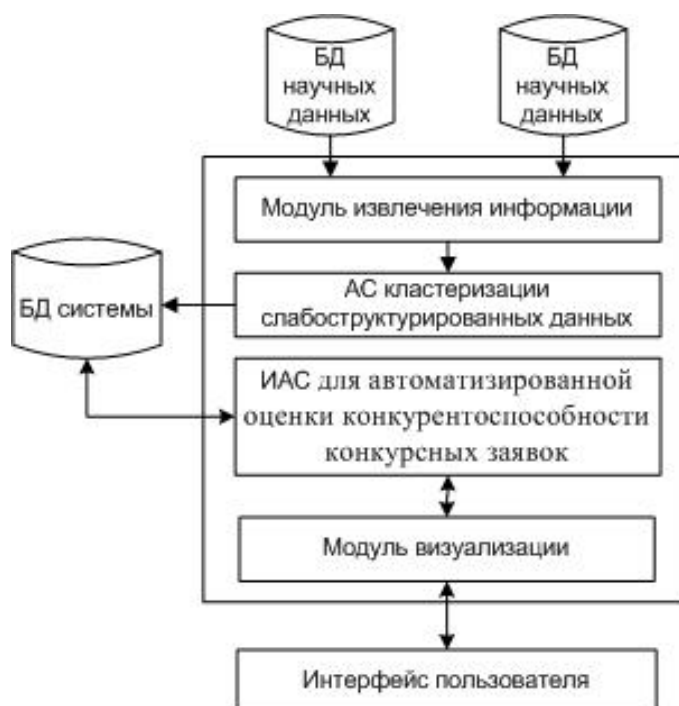 БД
научных
данных
БД
научных
данных
Модуль извлечения информации
АС кластеризации
слабоструктурированных данных
БД системы
ИАС для автоматизированной
оценки конкурентоспособности
конкурсных заявок
Модуль визуализации
Интерфейс пользователя